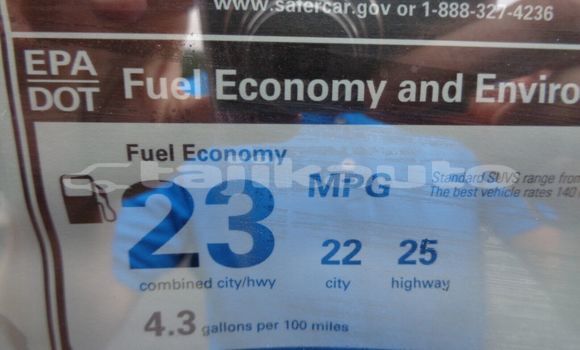 www.safercar.gov or 1-888-327-4236
EPA
DOT
Fuel Economy and Enviro
Fuel Economy
tajikauto
23
MPG
Standard SUVS range from
The best vehicle rates 140
22
25
combined city/hwy
city
highway
4.3 gallons per 100 miles